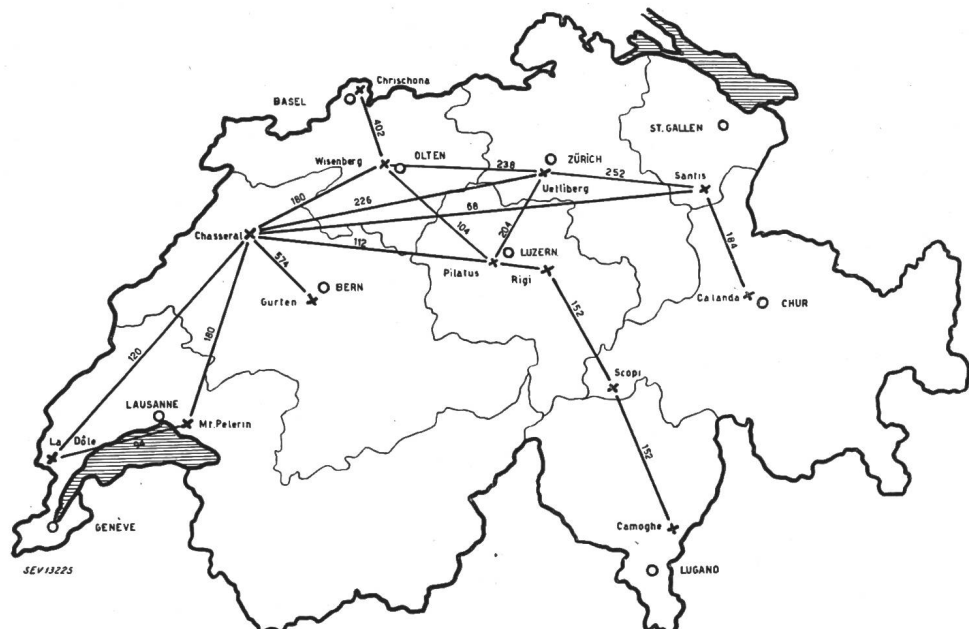 Chrischona
BASEL
402
ST. GALLEN
OLTEN
Wisenberg
238
ZÜRICH
252
Säntis
Uetliberg
180
226
68
104
204
184
Chasseral
112
LUZERN
Pilatus
Rigi
574
BERN
Gurten
Calanda
CHUR
152
120
180
Scopi
LAUSANNE
Mt. Pelerin
La Dôle
94
152
Camoghe
GENÈVE
LUGANO
SEV13225